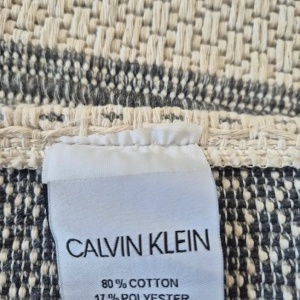 CALVIN KLEIN
80 % COTTON
17 % POLYESTER